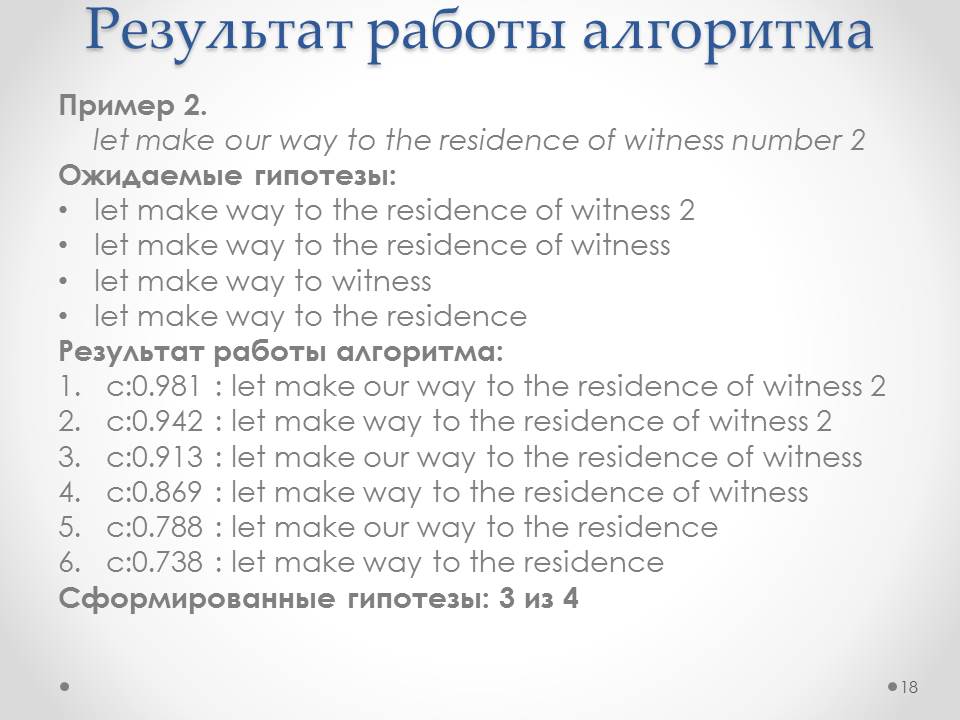 Результат работы алгоритма
Пример 2.
let make our way to the residence of witness number 2
Ожидаемые гипотезы:
• let make way to the residence of witness 2
• let make way to the residence of witness
• let make way to witness
• let make way to the residence
Результат работы алгоритма:
1. c:0.981 : let make our way to the residence of witness 2
2. c:0.942 : let make way to the residence of witness 2
3. c:0.913 : let make our way to the residence of witness
4. c:0.869 : let make way to the residence of witness
5. c:0.788 : let make our way to the residence
6. c:0.738 : let make way to the residence
Сформированные гипотезы: 3 из 4
18